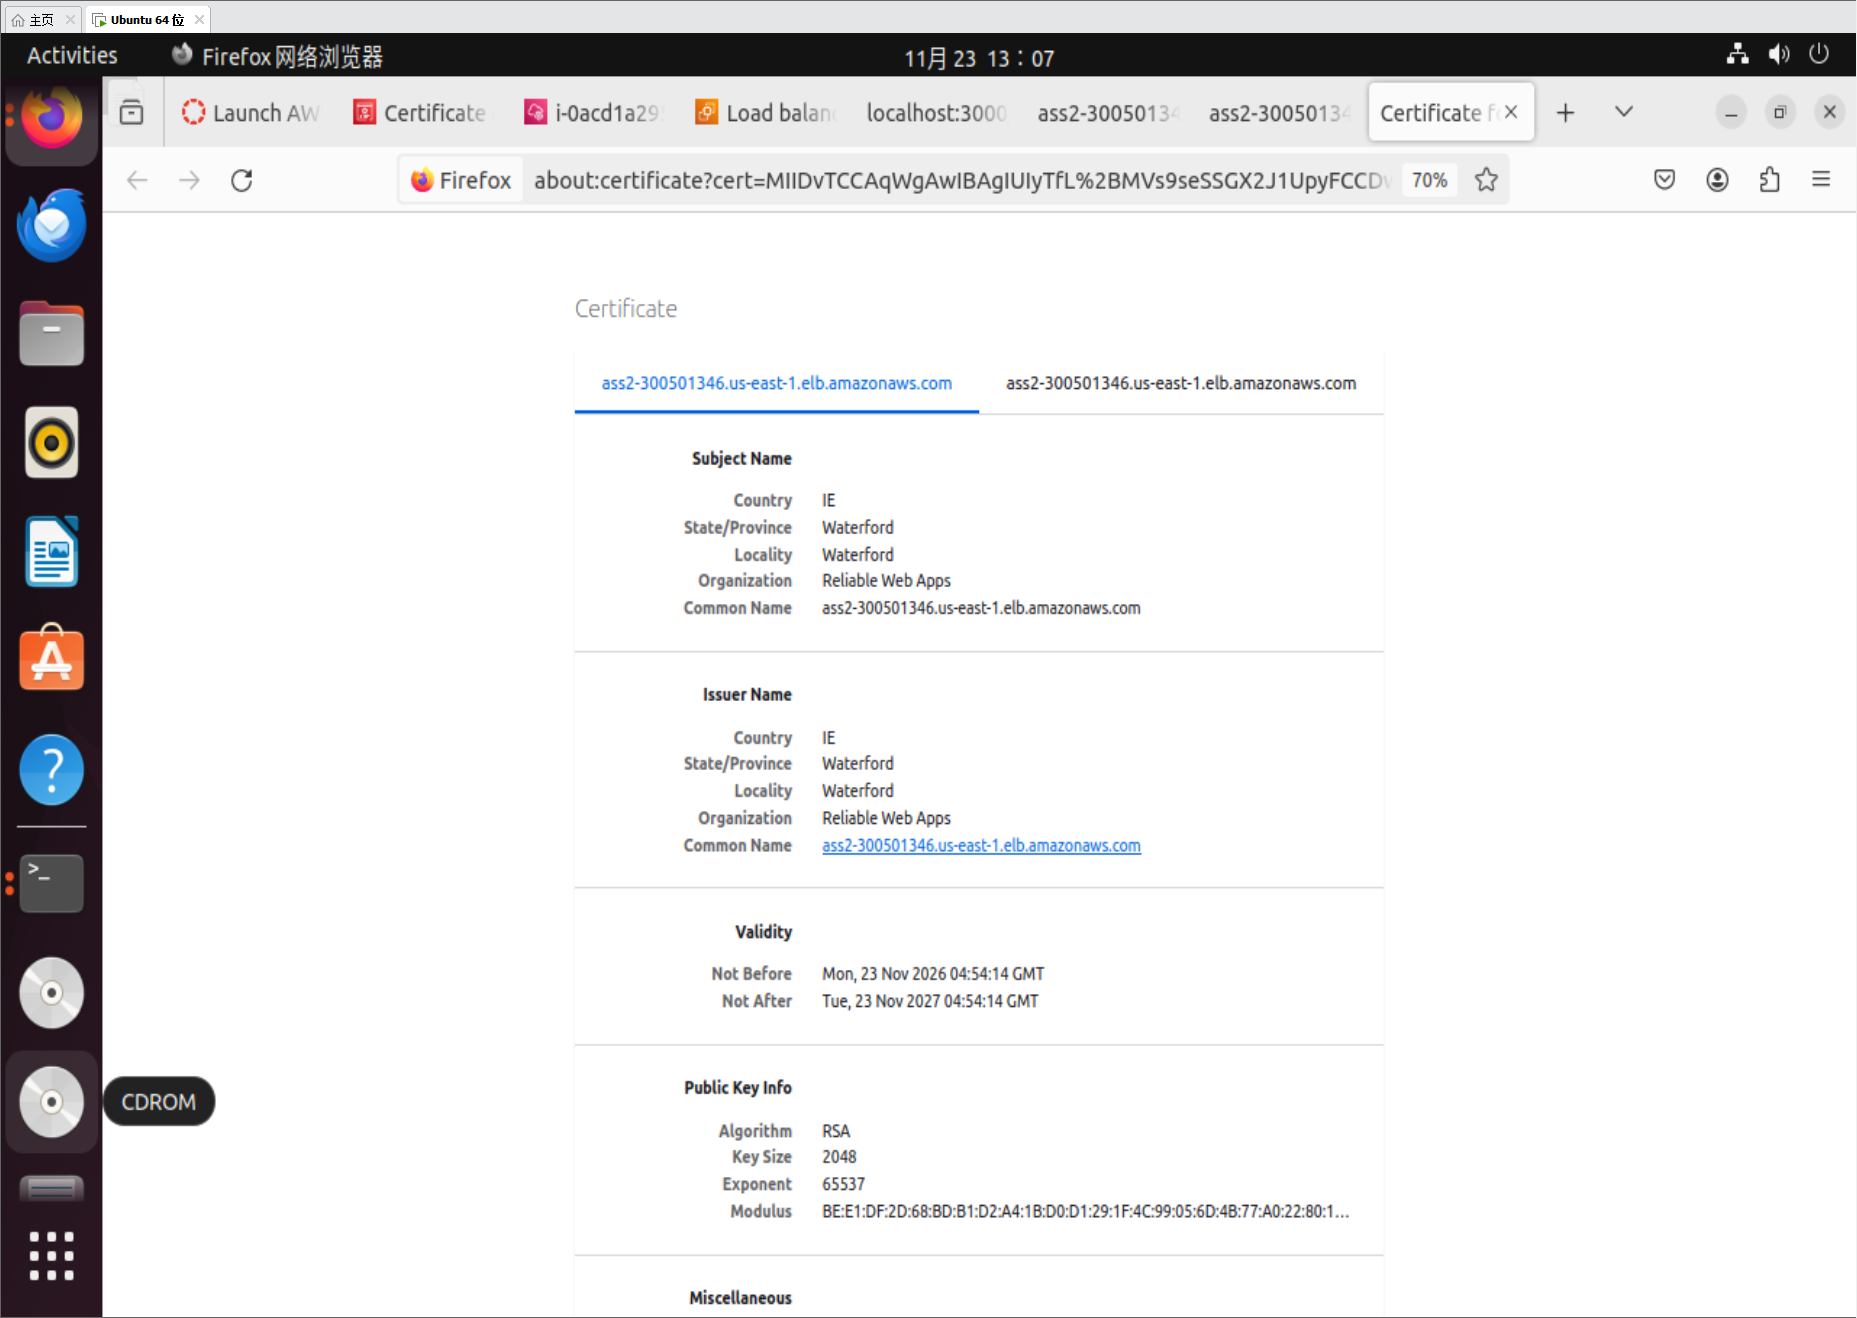 主页
Ubuntu 64 位
Activities
Firefox 网络浏览器
11月 23 13：07
Launch AW
Certificate
i-0acd1a29
Load balan
localhost:3000
ass2-3005013
ass2-3005013
Certificate f
Firefox
about:certificate?cert=MIIDvTCCAqWgAwIBAgIUIyTfL%2BMVs9seSSGX2J1UpyFCCDv
70%
Certificate
ass2-300501346.us-east-1.elb.amazonaws.com
ass2-300501346.us-east-1.elb.amazonaws.com
Subject Name
Country IE
State/Province Waterford
Locality Waterford
Organization Reliable Web Apps
Common Name ass2-300501346.us-east-1.elb.amazonaws.com
Issuer Name
Country IE
State/Province Waterford
Locality Waterford
Organization Reliable Web Apps
Common Name ass2-300501346.us-east-1.elb.amazonaws.com
Validity
Not Before Mon, 23 Nov 2026 04:54:14 GMT
Not After Tue, 23 Nov 2027 04:54:14 GMT
Public Key Info
Algorithm RSA
Key Size 2048
Exponent 65537
Modulus BE:E1:DF:2D:68:BD:B1:D2:A4:1B:D0:D1:29:1F:4C:99:05:6D:4B:77:A0:22:80:1...
Miscellaneous
CDROM